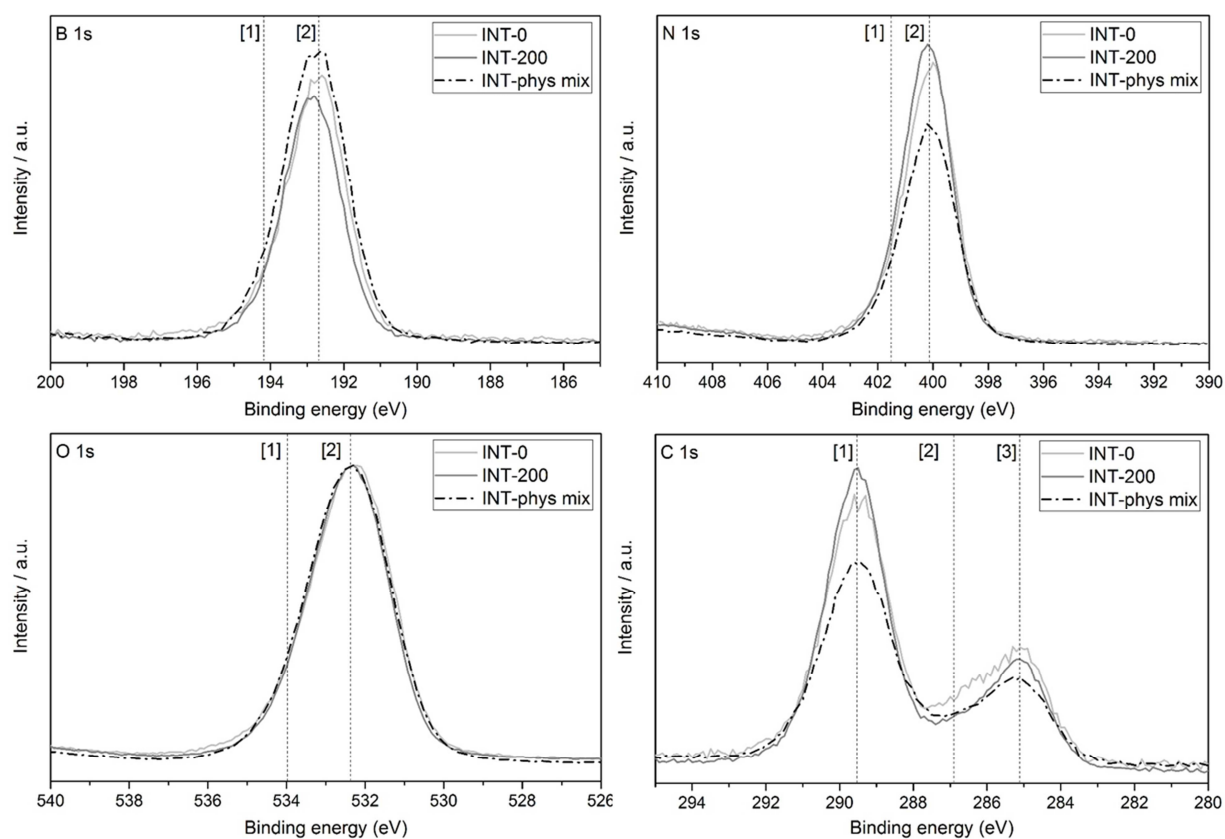 B 1s
[1]
[2]
INT-0
INT-200
INT-phys mix
Intensity / a.u.
200 198 196 194 192 190 188 186
Binding energy (eV)
N 1s
[1]
[2]
INT-0
INT-200
INT-phys mix
Intensity / a.u.
410 408 406 404 402 400 398 396 394 392 390
Binding energy (eV)
O 1s
[1]
[2]
INT-0
INT-200
INT-phys mix
Intensity / a.u.
540 538 536 534 532 530 528 526
Binding energy (eV)
C 1s
[1]
[2]
[3]
INT-0
INT-200
INT-phys mix
Intensity / a.u.
294 292 290 288 286 284 282 280
Binding energy (eV)